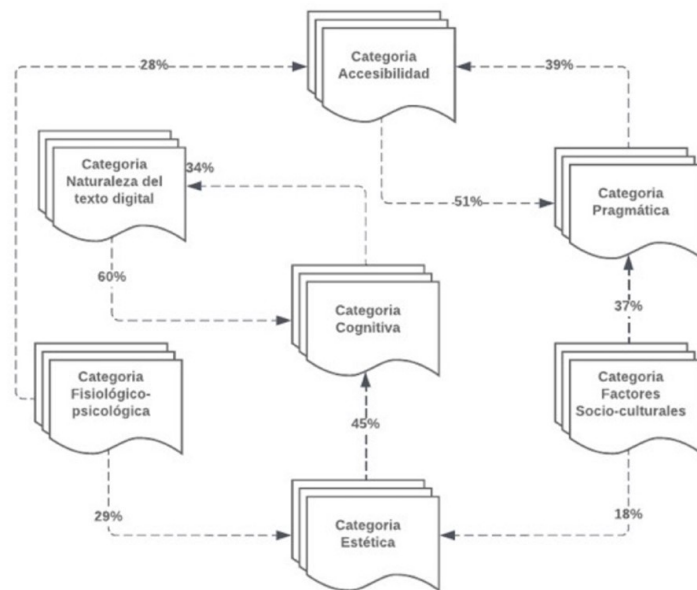 Categoria
Accesibilidad
28%
39%
Categoria
Naturaleza del
texto digital
34%
Categoria
Pragmática
51%
60%
Categoria
Cognitiva
37%
Categoria
Fisiológico-
psicológica
Categoria
Factores
Socio-culturales
45%
29%
18%
Categoria
Estética